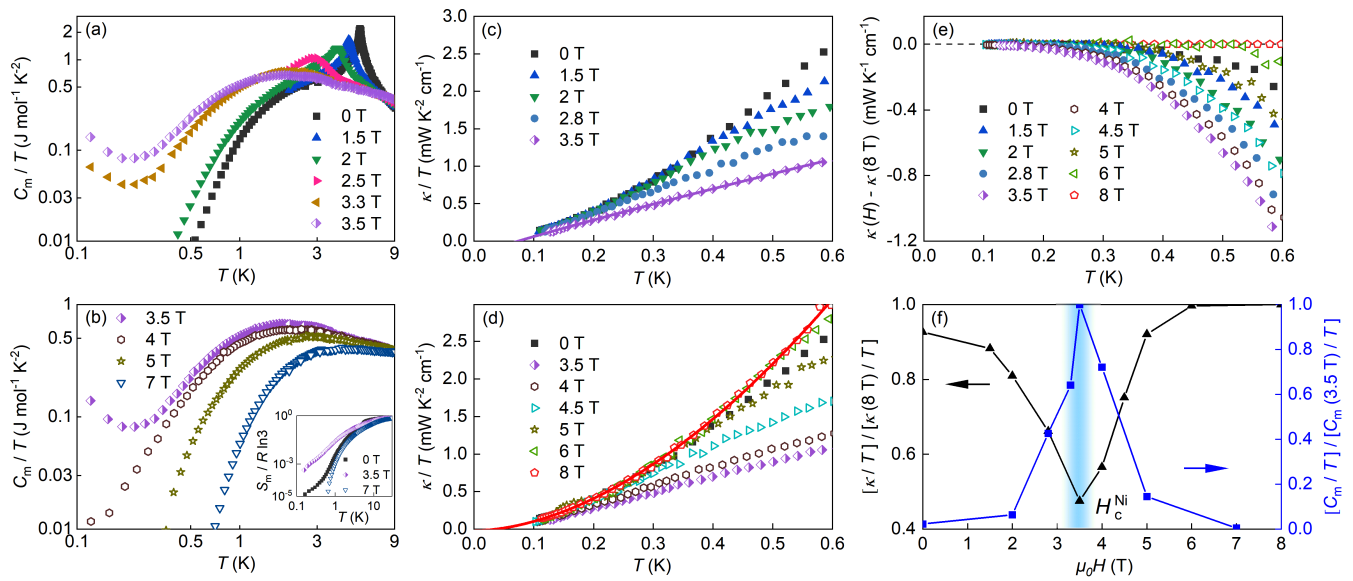 (a)
C_m / T (J mol⁻¹ K⁻²)
2
1
0.5
0.1
0.03
0.01
0 T
1.5 T
2 T
2.5 T
3.3 T
3.5 T
0.1 0.5 1 3 9
T (K)
(c)
κ / T (mW K⁻² cm⁻¹)
3.0
2.5
2.0
1.5
1.0
0.5
0.0
0 T
1.5 T
2 T
2.8 T
3.5 T
0.0 0.1 0.2 0.3 0.4 0.5 0.6
T (K)
(e)
κ (H) - κ (8 T) (mW K⁻¹ cm⁻¹)
0.0
-0.4
-0.8
-1.2
0 T 4 T
1.5 T 4.5 T
2 T 5 T
2.8 T 6 T
3.5 T 8 T
0.0 0.1 0.2 0.3 0.4 0.5 0.6
T (K)
(b)
C_m / T (J mol⁻¹ K⁻²)
1
0.5
0.1
0.03
0.01
3.5 T
4 T
5 T
7 T
S_m / R ln3
10⁰
10⁻³
10⁻⁵
0 T
3.5 T
7 T
0.1 1 10
T (K)
0.1 0.5 1 3 9
T (K)
(d)
κ / T (mW K⁻² cm⁻¹)
3.0
2.5
2.0
1.5
1.0
0.5
0.0
0 T
3.5 T
4 T
4.5 T
5 T
6 T
8 T
0.0 0.1 0.2 0.3 0.4 0.5 0.6
T (K)
(f)
[κ / T] / [κ (8 T) / T]
1.0
0.8
0.6
0.4
H_c^Ni
[C_m / T] / [C_m (3.5 T) / T]
1.0
0.8
0.6
0.4
0.20
0.0
0 1 2 3 4 5 6 7 8
μ₀H (T)